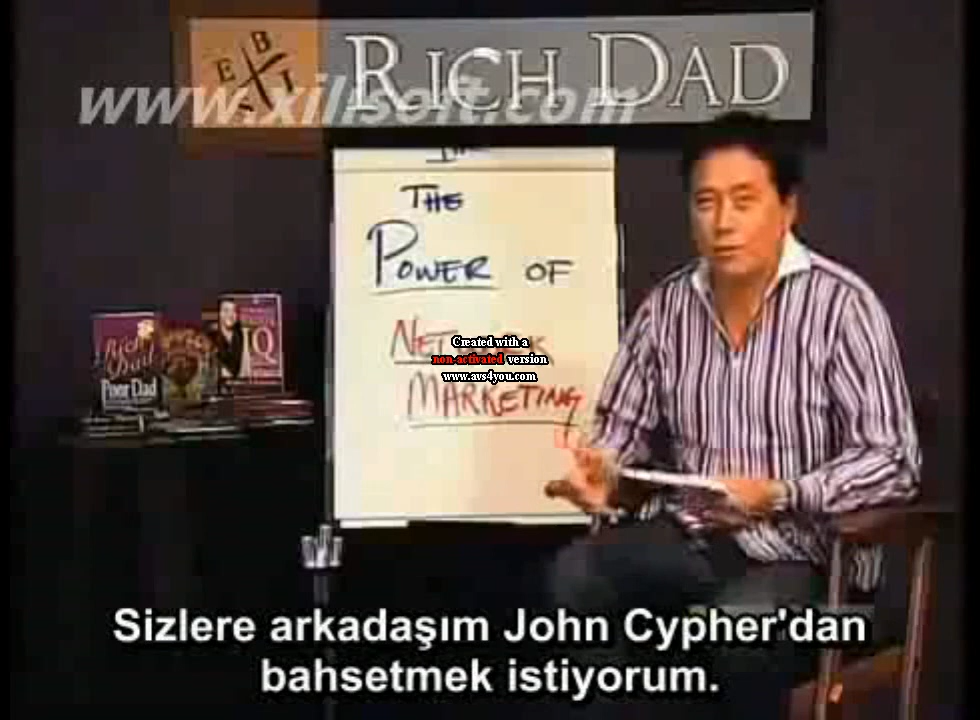 E B I S
RICH DAD
www.xilisoft.com
THE
POWER OF
NETWORK
MARKETING
Created with a
non-activated version
www.avs4you.com
Rich Dad
Poor Dad
IQ
Sizlere arkadaşım John Cypher'dan
bahsetmek istiyorum.